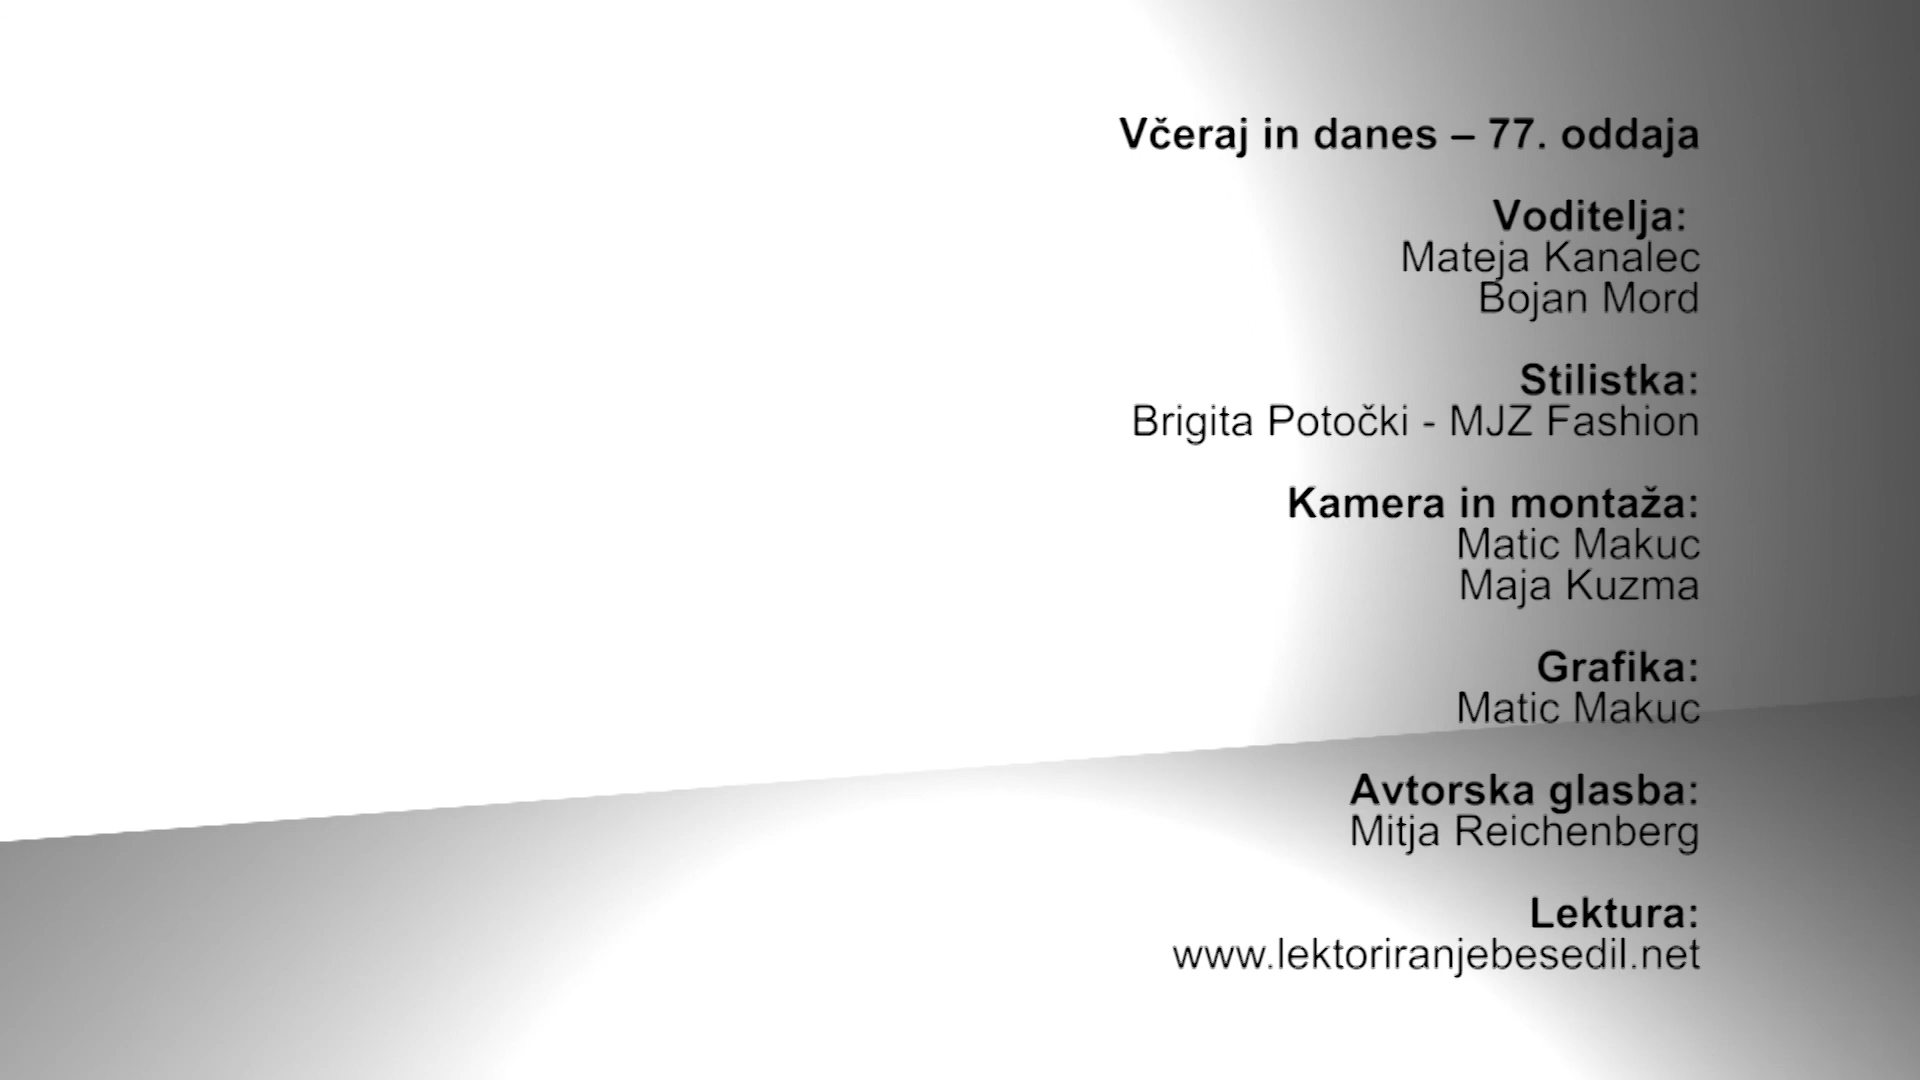 Včeraj in danes – 77. oddaja
Voditelja:
Mateja Kanalec
Bojan Mord
Stilistka:
Brigita Potočki - MJZ Fashion
Kamera in montaža:
Matic Makuc
Maja Kuzma
Grafika:
Matic Makuc
Avtorska glasba:
Mitja Reichenberg
Lektura:
www.lektoriranjebesedil.net